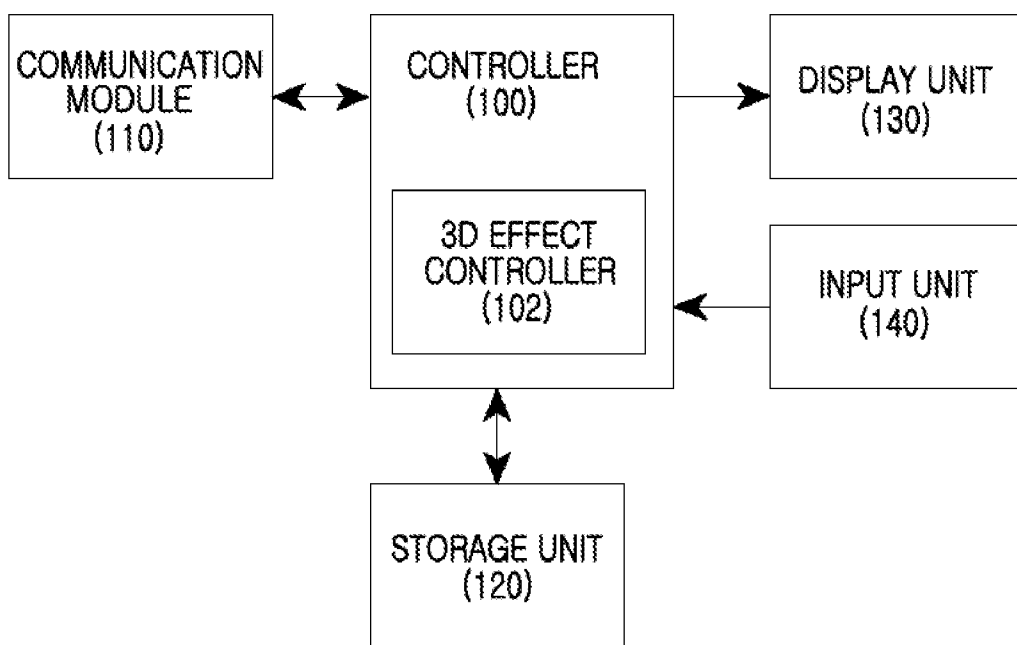 COMMUNICATION
MODULE
(110)
CONTROLLER
(100)
3D EFFECT
CONTROLLER
(102)
DISPLAY UNIT
(130)
INPUT UNIT
(140)
STORAGE UNIT
(120)